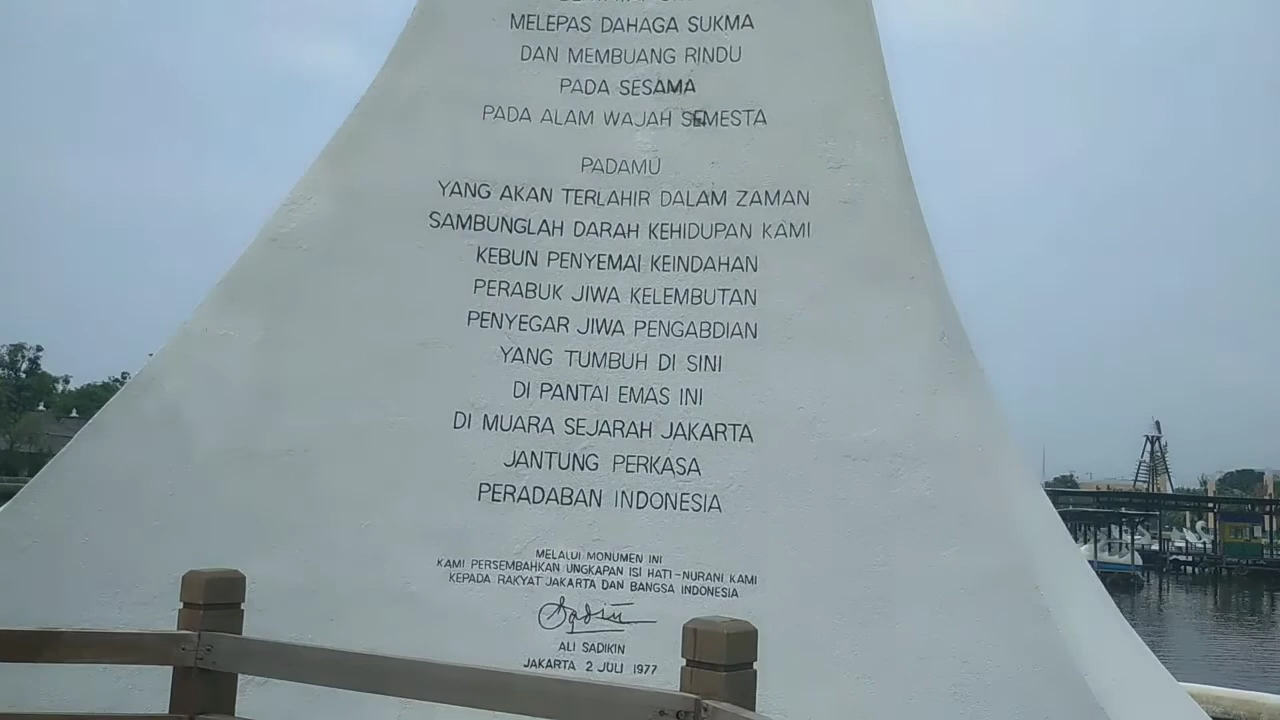 MELEPAS DAHAGA SUKMA
DAN MEMBUANG RINDU
PADA SESAMA
PADA ALAM WAJAH SEMESTA
PADAMU
YANG AKAN TERLAHIR DALAM ZAMAN
SAMBUNGLAH DARAH KEHIDUPAN KAMI
KEBUN PENYEMAI KEINDAHAN
PERABUK JIWA KELEMBUTAN
PENYEGAR JIWA PENGABDIAN
YANG TUMBUH DI SINI
DI PANTAI EMAS INI
DI MUARA SEJARAH JAKARTA
JANTUNG PERKASA
PERADABAN INDONESIA
MELALUI MONUMEN INI
KAMI PERSEMBAHKAN UNGKAPAN ISI HATI-NURANI KAMI
KEPADA RAKYAT JAKARTA DAN BANGSA INDONESIA
ALI SADIKIN
JAKARTA 2 JULI 1977